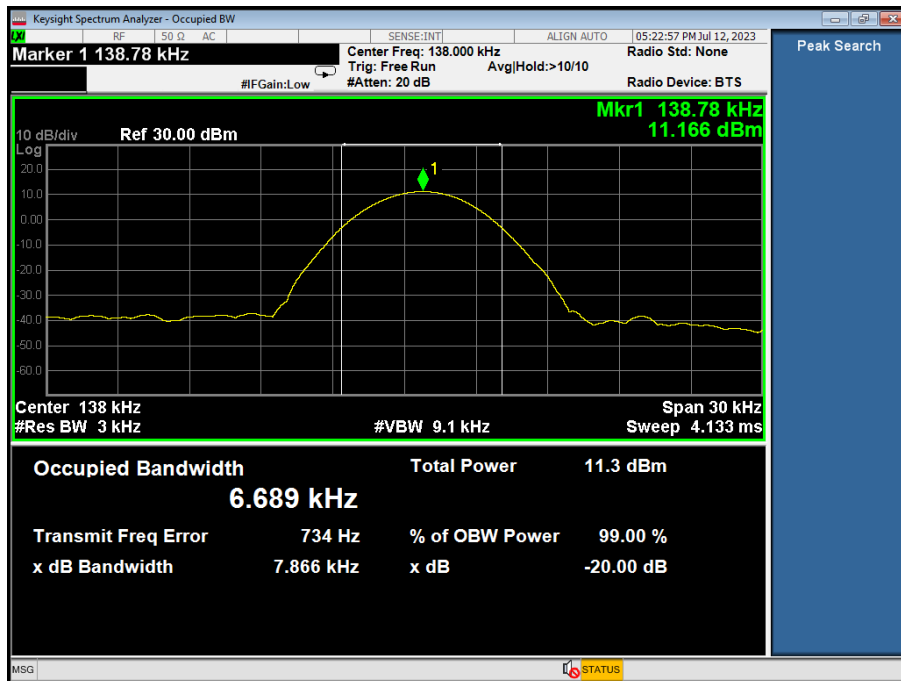 Keysight Spectrum Analyzer - Occupied BW
LXI RF 50 Ω AC SENSE:INT ALIGN AUTO 05:22:57 PM Jul 12, 2023
Marker 1 138.78 kHz
Center Freq: 138.000 kHz Radio Std: None
Trig: Free Run Avg|Hold:>10/10
#IFGain:Low #Atten: 20 dB Radio Device: BTS
Peak Search
Mkr1 138.78 kHz
11.166 dBm
10 dB/div Ref 30.00 dBm
Log
20.0
1
10.0
0.00
-10.0
-20.0
-30.0
-40.0
-50.0
-60.0
Center 138 kHz Span 30 kHz
#Res BW 3 kHz #VBW 9.1 kHz Sweep 4.133 ms
Occupied Bandwidth Total Power 11.3 dBm
6.689 kHz
Transmit Freq Error 734 Hz % of OBW Power 99.00 %
x dB Bandwidth 7.866 kHz x dB -20.00 dB
MSG STATUS